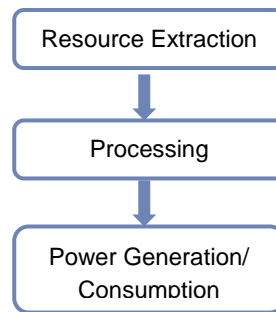 Resource Extraction
Processing
Power Generation/
Consumption